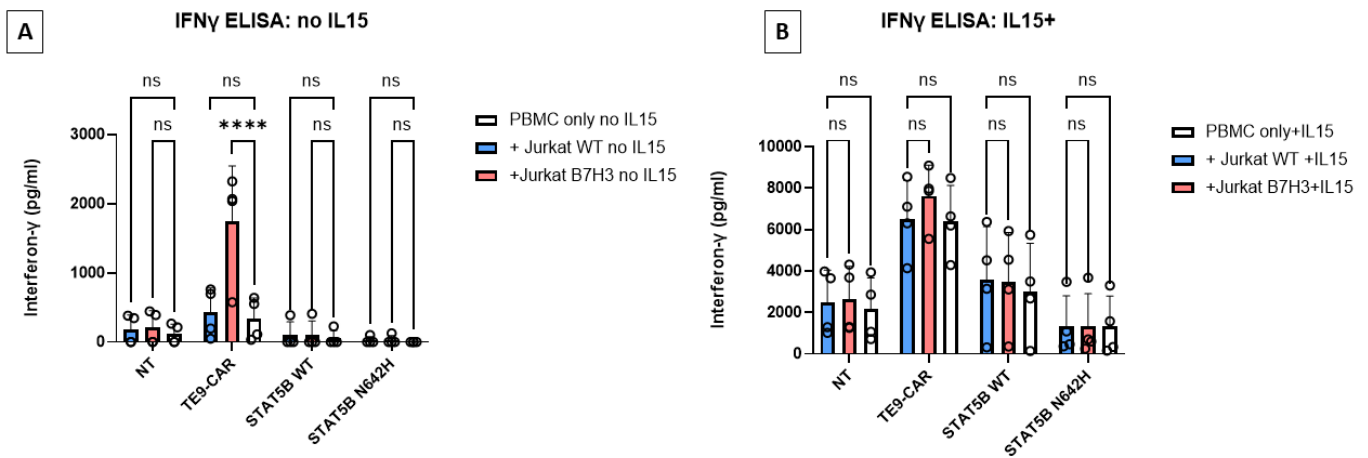 A
IFNγ ELISA: no IL15
ns
ns
ns
ns
ns
****
ns
ns
3000
2000
1000
0
Interferon-γ (pg/ml)
NT
TE9-CAR
STAT5B WT
STAT5B N642H
PBMC only no IL15
+ Jurkat WT no IL15
+Jurkat B7H3 no IL15
B
IFNγ ELISA: IL15+
ns
ns
ns
ns
ns
ns
ns
ns
10000
8000
6000
4000
2000
0
Interferon-γ (pg/ml)
NT
TE9-CAR
STAT5B WT
STAT5B N642H
PBMC only+IL15
+ Jurkat WT +IL15
+Jurkat B7H3+IL15